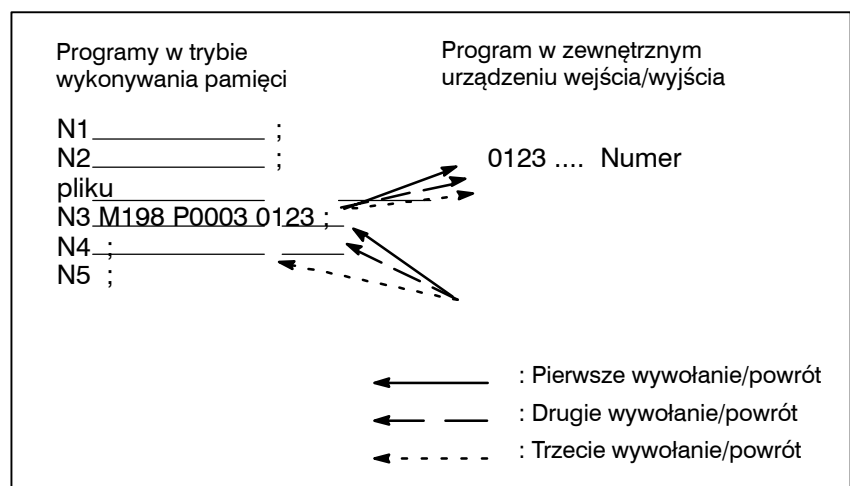 Programy w trybie
wykonywania pamięci
Program w zewnętrznym
urządzeniu wejścia/wyjścia
N1 ;
N2 ;
pliku
N3 M198 P0003 0123 ;
N4 ;
N5 ;
0123 .... Numer
: Pierwsze wywołanie/powrót
: Drugie wywołanie/powrót
: Trzecie wywołanie/powrót